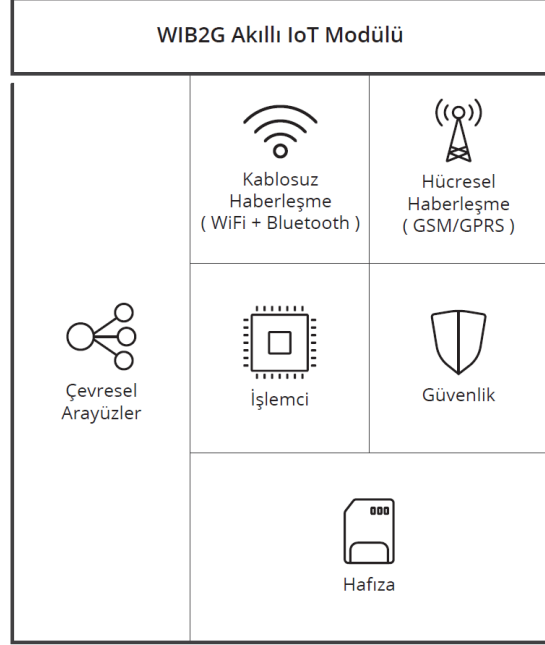 WIB2G Akıllı IoT Modülü
Kablosuz
Haberleşme
( WiFi + Bluetooth )
Hücresel
Haberleşme
( GSM/GPRS )
Çevresel
Arayüzler
İşlemci
Güvenlik
Hafıza